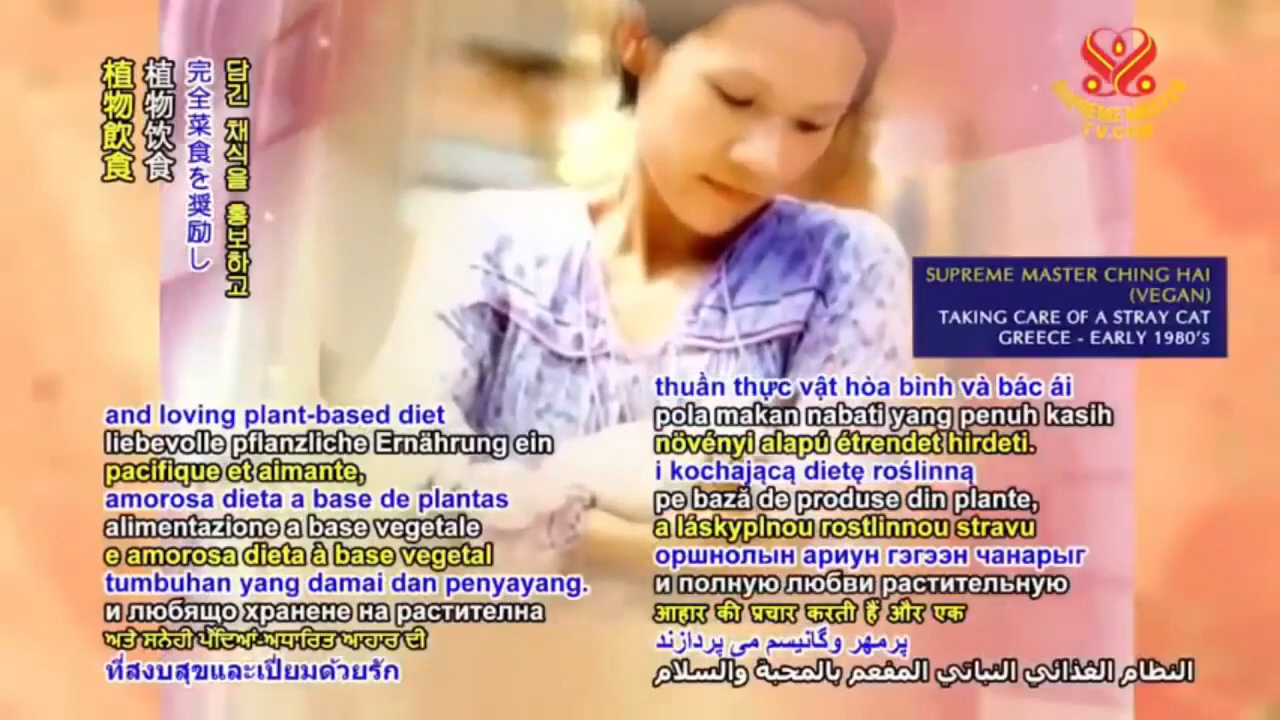 植物飲食
植物饮食
完全菜食を奨励し
담긴 채식을 홍보하고
SUPREME MASTER
TV.COM
SUPREME MASTER CHING HAI
(VEGAN)
TAKING CARE OF A STRAY CAT
GREECE - EARLY 1980's
and loving plant-based diet
liebevolle pflanzliche Ernährung ein
pacifique et aimante,
amorosa dieta a base de plantas
alimentazione a base vegetale
e amorosa dieta à base vegetal
tumbuhan yang damai dan penyayang.
и любящо хранене на растителна
ਅਤੇ ਸਨੇਹੀ ਪੌਦਿਆਂ-ਅਧਾਰਿਤ ਆਹਾਰ ਦੀ
ที่สงบสุขและเปี่ยมด้วยรัก
thuần thực vật hòa bình và bác ái
pola makan nabati yang penuh kasih
növényi alapú étrendet hirdeti.
i kochającą dietę roślinną
pe bază de produse din plante,
a láskyplnou rostlinnou stravu
оршнолын ариун гэгээн чанарыг
и полную любви растительную
आहार की प्रचार करती हैं और एक
پرمهر وگانیسم می پردازند
النظام الغذائي النباتي المفعم بالمحبة والسلام